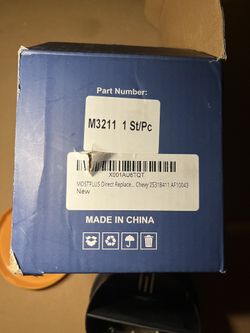 Part Number:
M3211 1 St/Pc
X001AU6TQT
MOSTPLUS Direct Replace... Chevy 25318411 AF10043
New
MADE IN CHINA